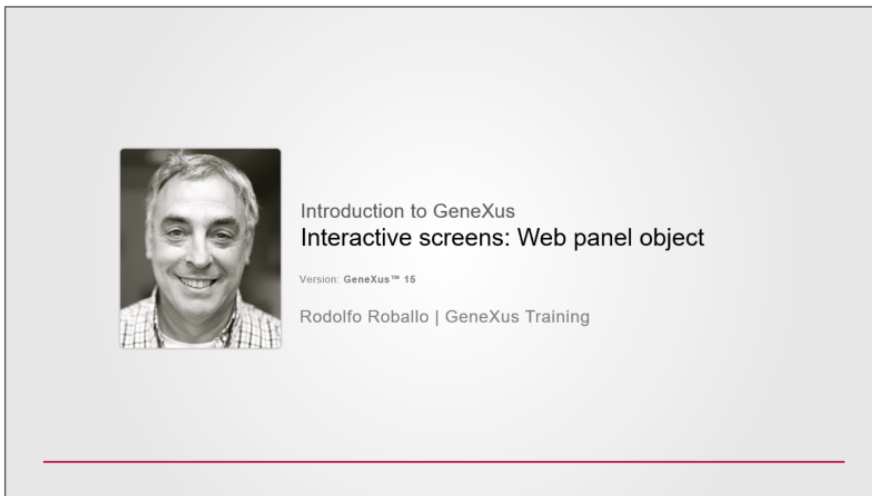 Introduction to GeneXus
Interactive screens: Web panel object
Version: GeneXus™ 15
Rodolfo Roballo | GeneXus Training